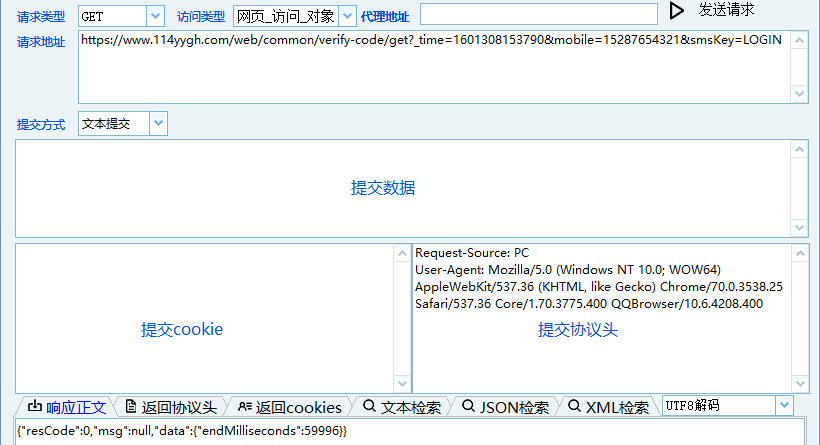 请求类型 GET 访问类型 网页_访问_对象 代理地址 发送请求
请求地址 https://www.114yygh.com/web/common/verify-code/get?_time=1601308153790&mobile=15287654321&smsKey=LOGIN
提交方式 文本提交
提交数据
提交cookie
Request-Source: PC
User-Agent: Mozilla/5.0 (Windows NT 10.0; WOW64)
AppleWebKit/537.36 (KHTML, like Gecko) Chrome/70.0.3538.25
Safari/537.36 Core/1.70.3775.400 QQBrowser/10.6.4208.400
提交协议头
响应正文 返回协议头 返回cookies 文本检索 JSON检索 XML检索 UTF8解码
{"resCode":0,"msg":null,"data":{"endMilliseconds":59996}}